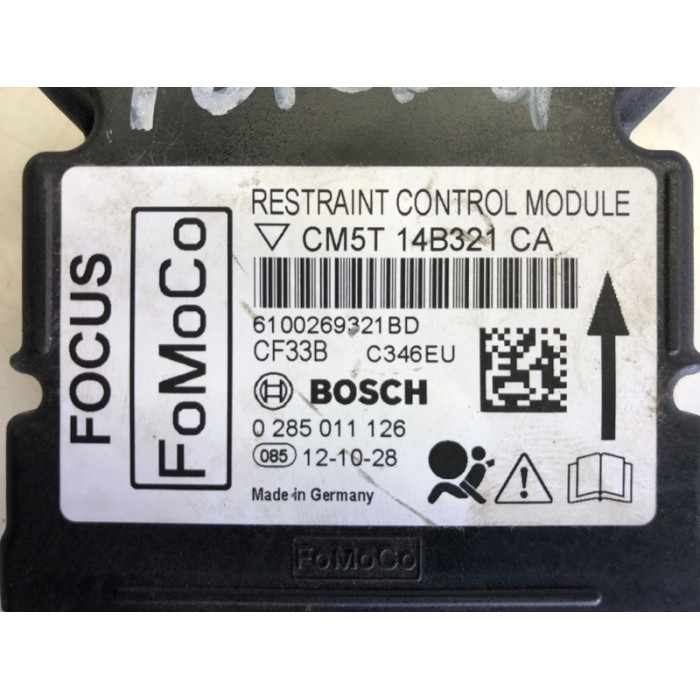 RESTRAINT CONTROL MODULE
CM5T 14B321 CA
6100269321BD
CF33B C346EU
BOSCH
0 285 011 126
085 12-10-28
Made in Germany
FOCUS
FoMoCo
FoMoCo